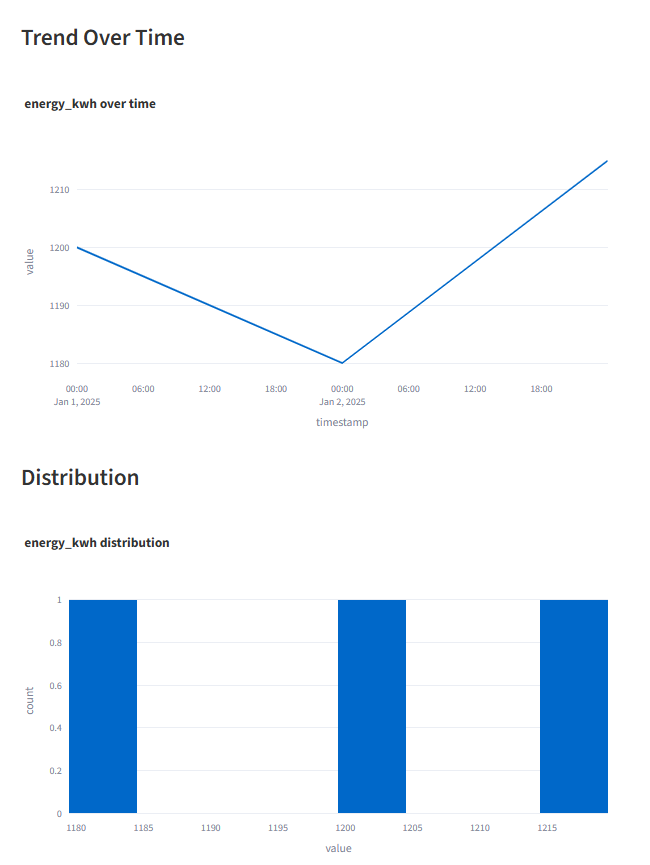 Trend Over Time
energy_kwh over time
1210
1200
1190
1180
value
00:00 06:00 12:00 18:00 00:00 06:00 12:00 18:00
Jan 1, 2025 Jan 2, 2025
timestamp
Distribution
energy_kwh distribution
1
0.8
0.6
0.4
0.2
0
count
1180 1185 1190 1195 1200 1205 1210 1215
value